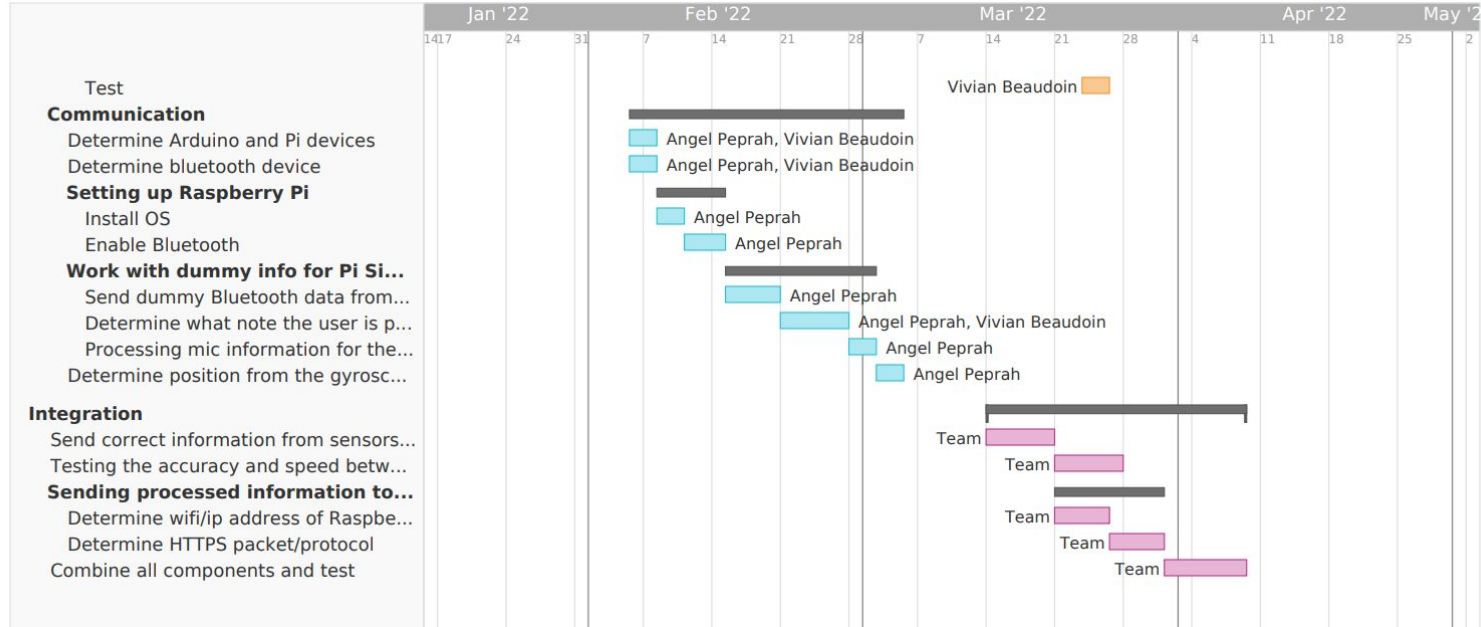 Jan '22 Feb '22 Mar '22 Apr '22 May '2
14 17 24 31 7 14 21 28 7 14 21 28 4 11 18 25 2
Test Vivian Beaudoin
Communication
Determine Arduino and Pi devices Angel Peprah, Vivian Beaudoin
Determine bluetooth device Angel Peprah, Vivian Beaudoin
Setting up Raspberry Pi
Install OS Angel Peprah
Enable Bluetooth Angel Peprah
Work with dummy info for Pi Si...
Send dummy Bluetooth data from... Angel Peprah
Determine what note the user is p... Angel Peprah, Vivian Beaudoin
Processing mic information for the... Angel Peprah
Determine position from the gyrosc... Angel Peprah
Integration
Send correct information from sensors... Team
Testing the accuracy and speed betw... Team
Sending processed information to...
Determine wifi/ip address of Raspbe... Team
Determine HTTPS packet/protocol Team
Combine all components and test Team